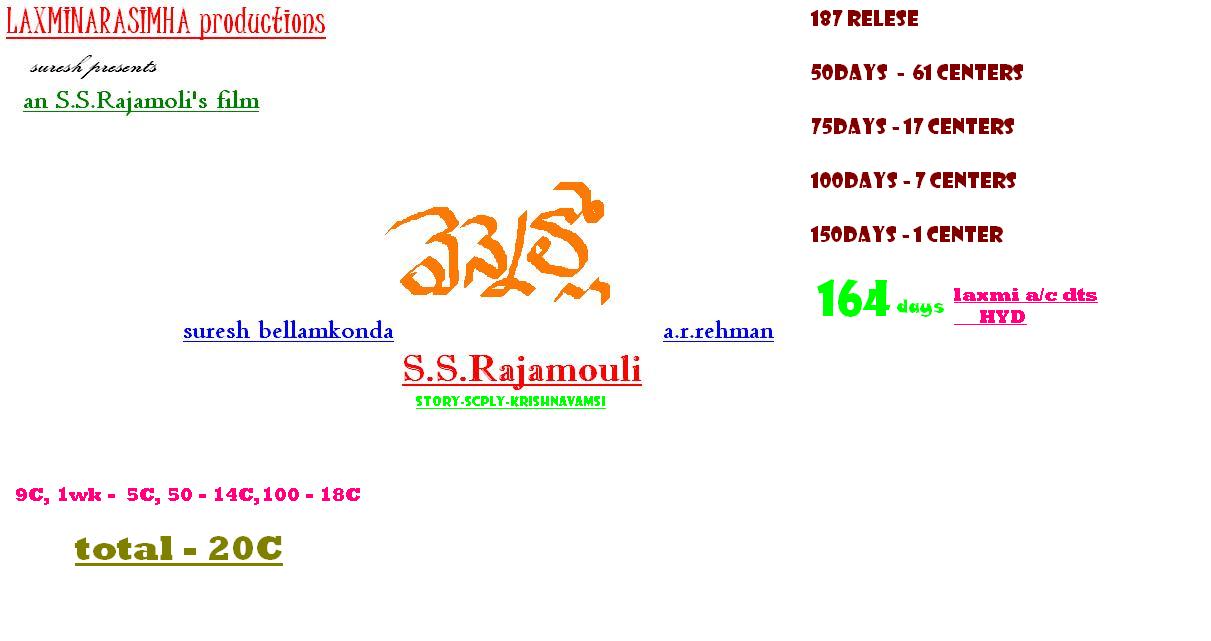 LAXMINARASIMHA productions
suresh presents
an S.S.Rajamoli's film
వెన్నెల్లో
suresh bellamkonda
a.r.rehman
S.S.Rajamouli
STORY-SCPLY-KRISHNAVAMSI
9C, 1wk - 5C, 50 - 14C,100 - 18C
total - 20C
187 RELESE
50DAYS - 61 CENTERS
75DAYS - 17 CENTERS
100DAYS - 7 CENTERS
150DAYS - 1 CENTER
164 days laxmi a/c dts
HYD